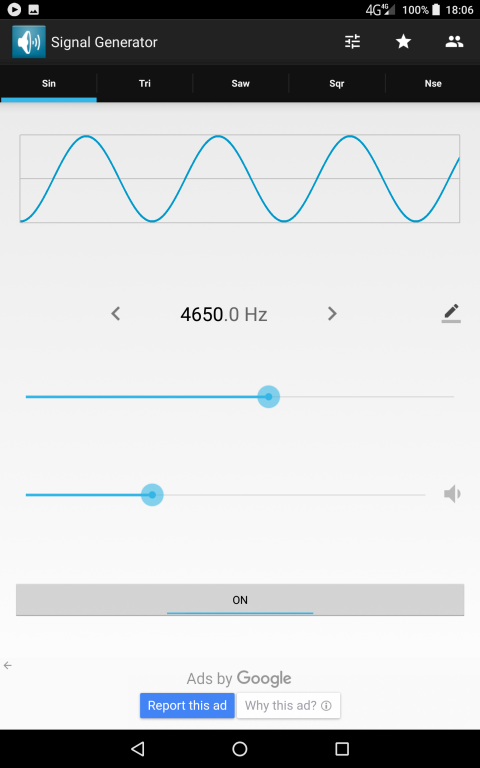 4G 4G 100% 18:06
Signal Generator
Sin Tri Saw Sqr Nse
4650.0 Hz
ON
Ads by Google
Report this ad Why this ad?